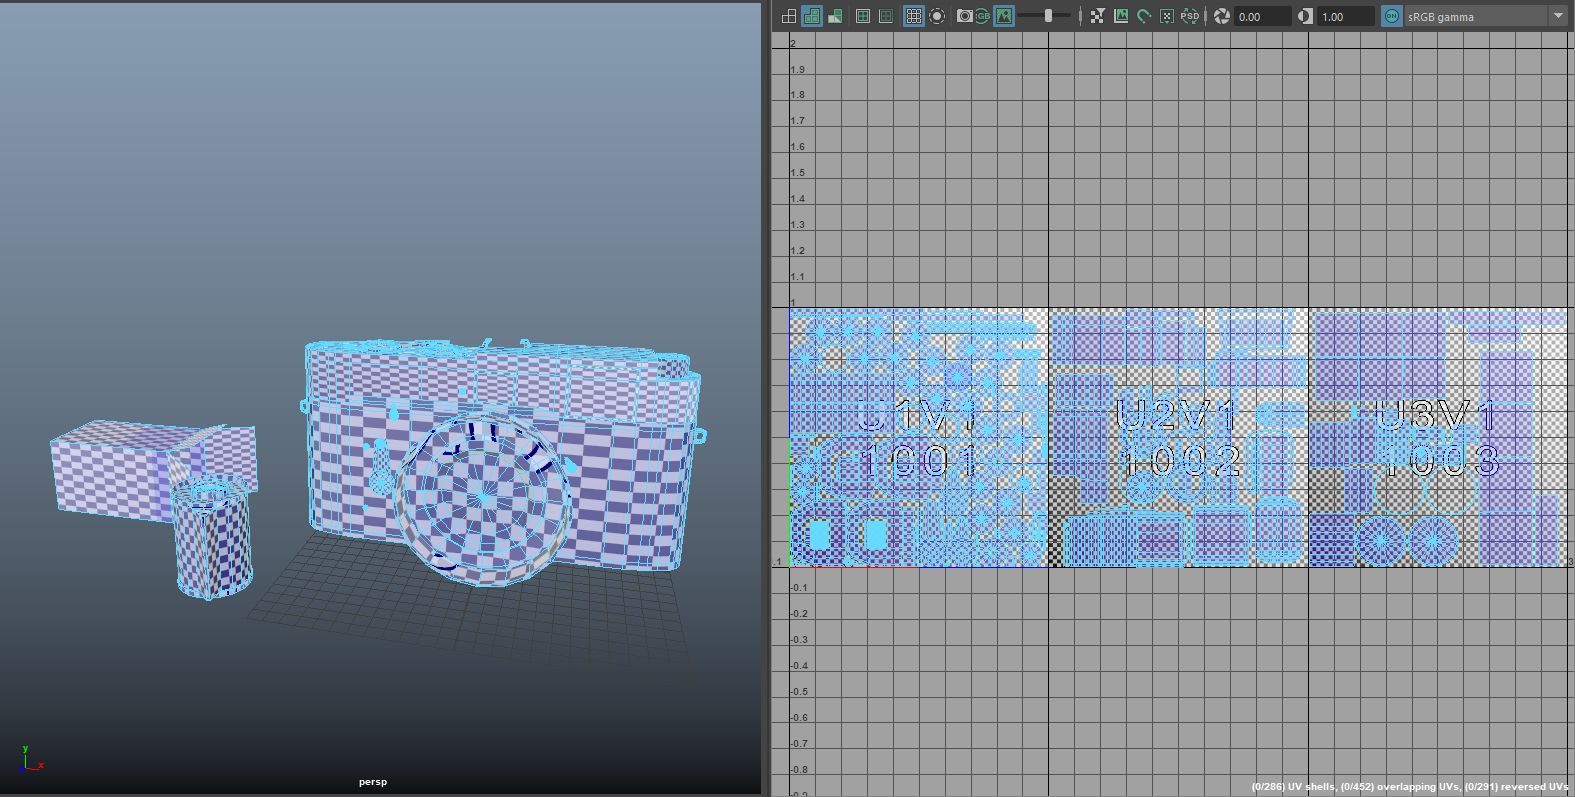 GB
PSD
0.00
1.00
ON
sRGB gamma
2
1.9
1.8
1.7
1.6
1.5
1.4
1.3
1.2
1.1
1
U1V1
U2V1
U3V1
1001
1002
1003
.1
3
-0.1
-0.2
-0.3
-0.4
-0.5
-0.6
-0.7
-0.8
y
x
persp
(0/286) UV shells, (0/452) overlapping UVs, (0/291) reversed UVs